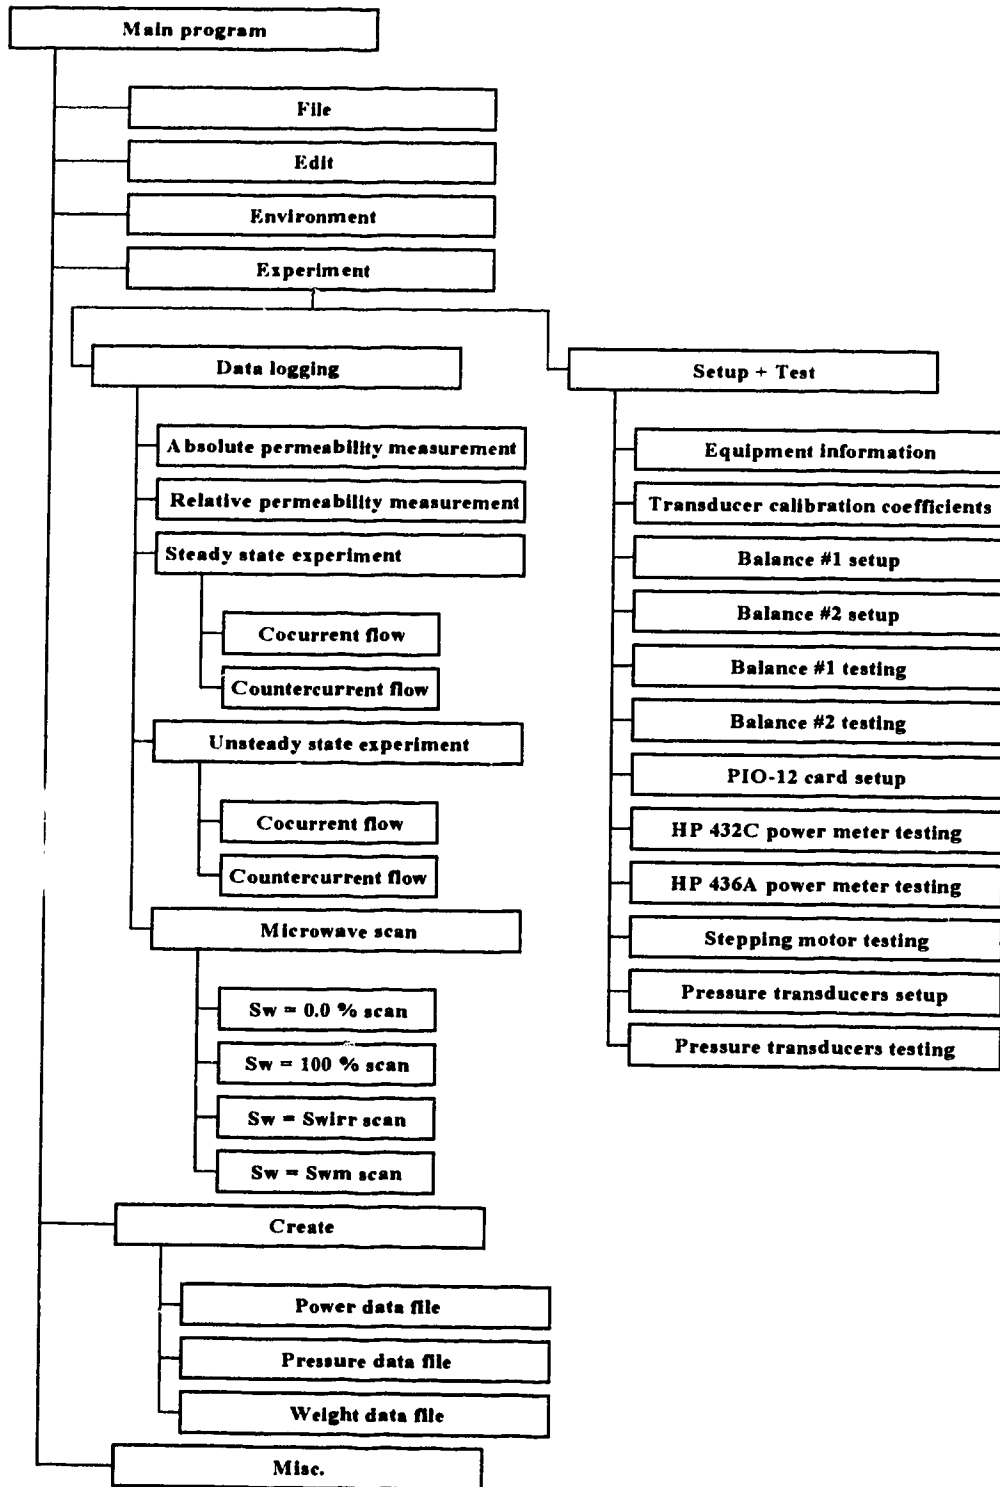 Main program
File
Edit
Environment
Experiment
Data logging
Absolute permeability measurement
Relative permeability measurement
Steady state experiment
Cocurrent flow
Countercurrent flow
Unsteady state experiment
Cocurrent flow
Countercurrent flow
Microwave scan
Sw = 0.0 % scan
Sw = 100 % scan
Sw = Swirr scan
Sw = Swm scan
Setup + Test
Equipment information
Transducer calibration coefficients
Balance #1 setup
Balance #2 setup
Balance #1 testing
Balance #2 testing
PIO-12 card setup
HP 432C power meter testing
HP 436A power meter testing
Stepping motor testing
Pressure transducers setup
Pressure transducers testing
Create
Power data file
Pressure data file
Weight data file
Misc.